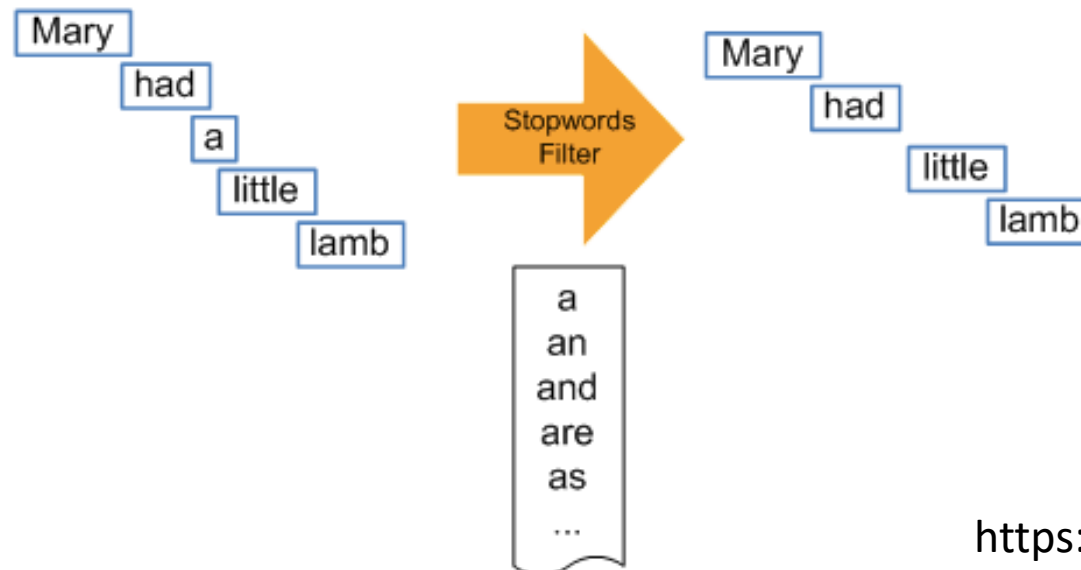 Mary
had
a
little
lamb
Stopwords
Filter
a
an
and
are
as
...
Mary
had
little
lamb
https: